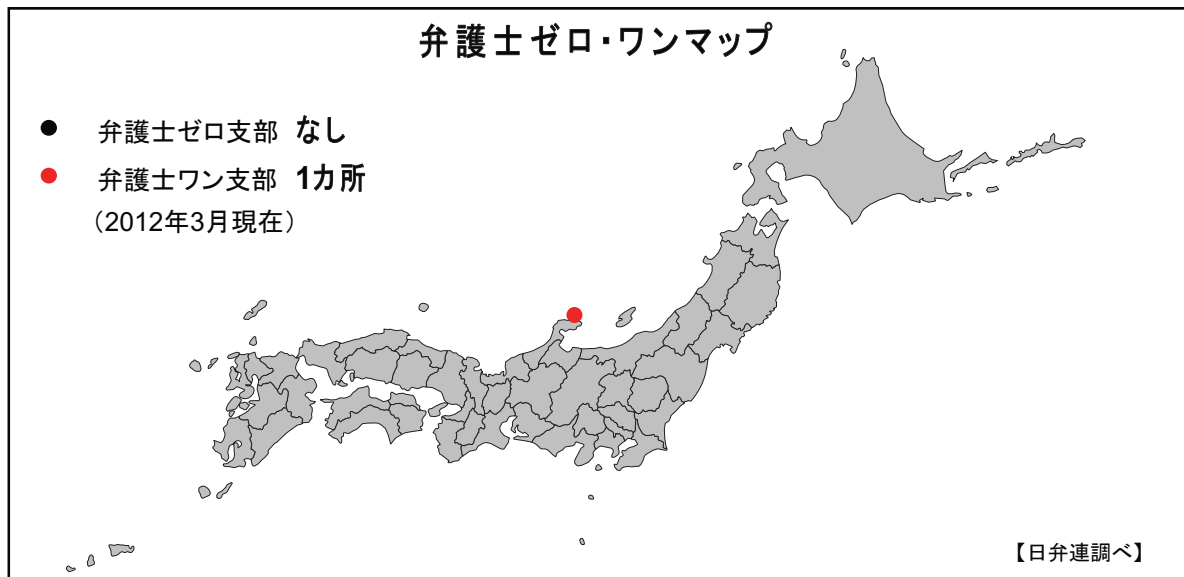 弁護士ゼロ・ワンマップ
弁護士ゼロ支部 なし
弁護士ワン支部 1カ所
（2012年3月現在）
【日弁連調べ】